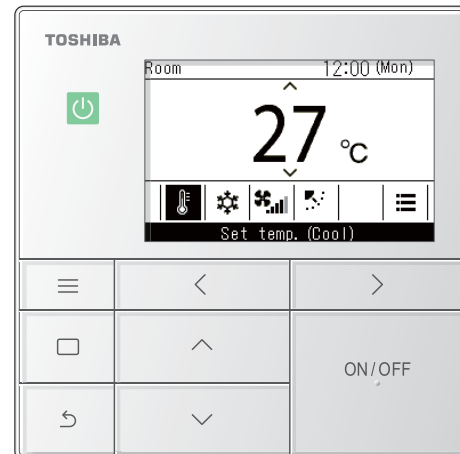 TOSHIBA
Room 12:00 (Mon)
27 °C
Set temp. (Cool)
ON/OFF